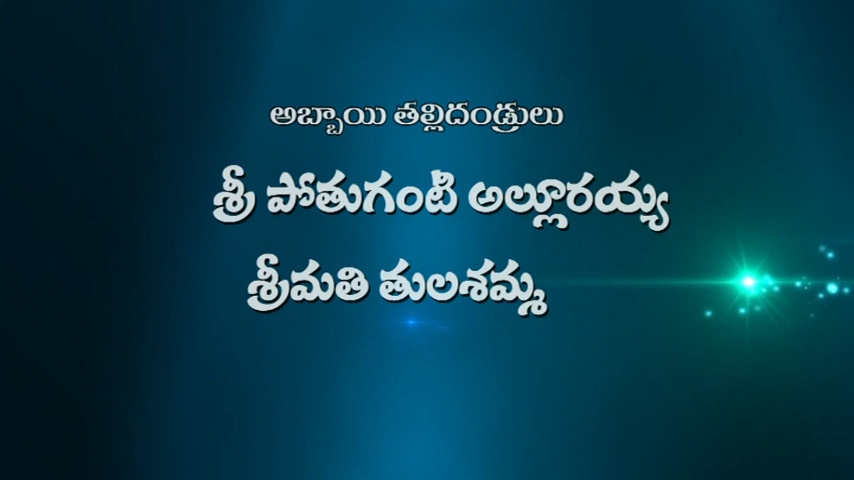 అబ్బాయి తల్లిదండ్రులు
శ్రీ పోతుగంటి అల్లూరయ్య
శ్రీమతి తులశమ్మ